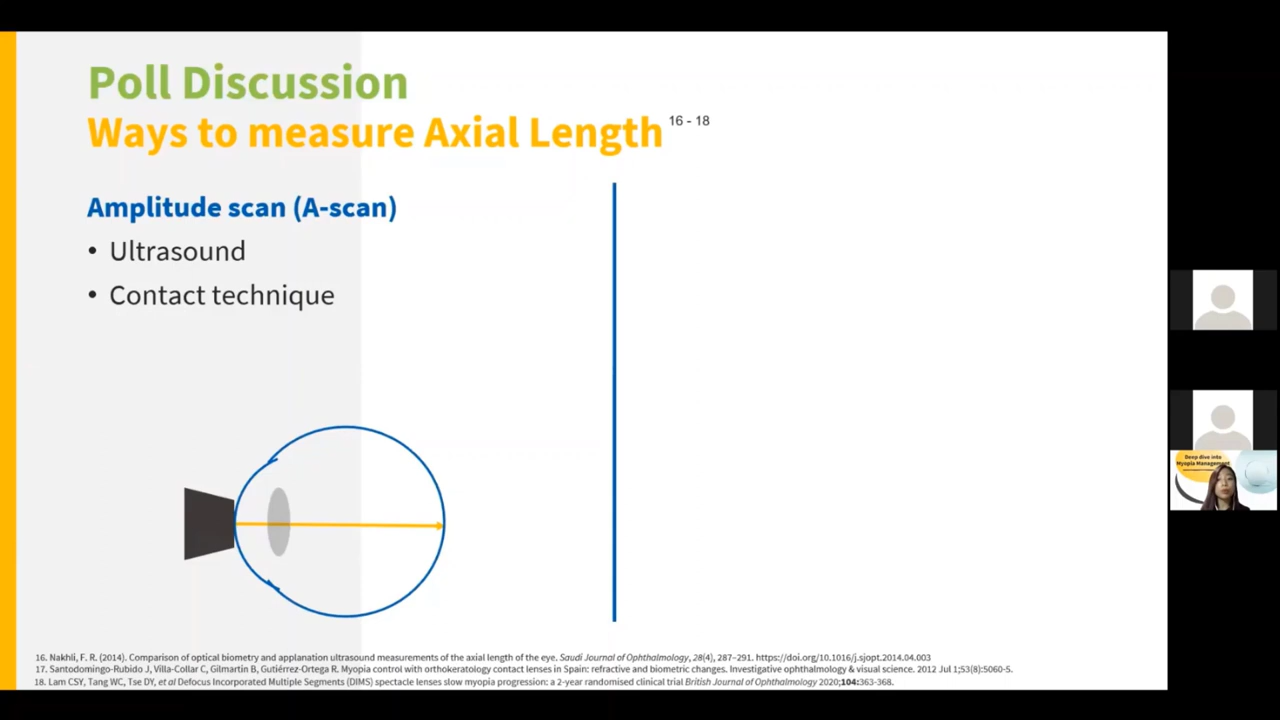 Poll Discussion
Ways to measure Axial Length 16 - 18
Amplitude scan (A-scan)
• Ultrasound
• Contact technique
16. Nakhli, F. R. (2014). Comparison of optical biometry and applanation ultrasound measurements of the axial length of the eye. Saudi Journal of Ophthalmology, 28(4), 287–291. https://doi.org/10.1016/j.sjopt.2014.04.003
17. Santodomingo-Rubido J, Villa-Collar C, Gilmartin B, Gutiérrez-Ortega R. Myopia control with orthokeratology contact lenses in Spain: refractive and biometric changes. Investigative ophthalmology & visual science. 2012 Jul 1;53(8):5060-5.
18. Lam CSY, Tang WC, Tse DY, et al Defocus Incorporated Multiple Segments (DIMS) spectacle lenses slow myopia progression: a 2-year randomised clinical trial British Journal of Ophthalmology 2020;104:363-368.
Deep dive into
Myopia Management